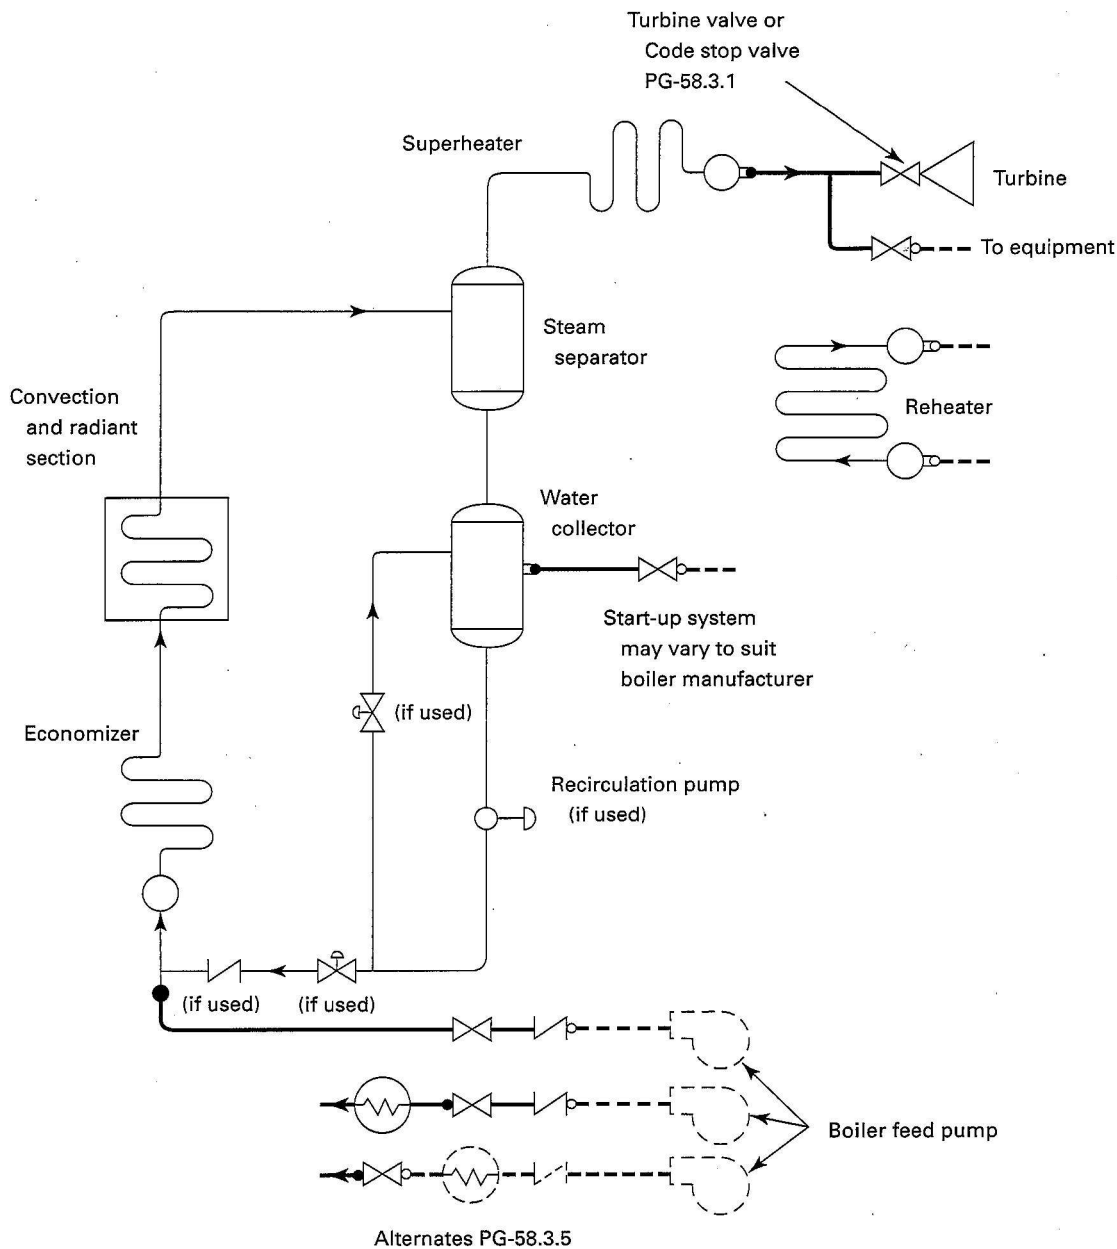 Turbine valve or
Code stop valve
PG-58.3.1
Superheater
Turbine
To equipment
Steam
separator
Convection
and radiant
section
Reheater
Water
collector
Start-up system
may vary to suit
boiler manufacturer
(if used)
Economizer
Recirculation pump
(if used)
(if used)
(if used)
Boiler feed pump
Alternates PG-58.3.5